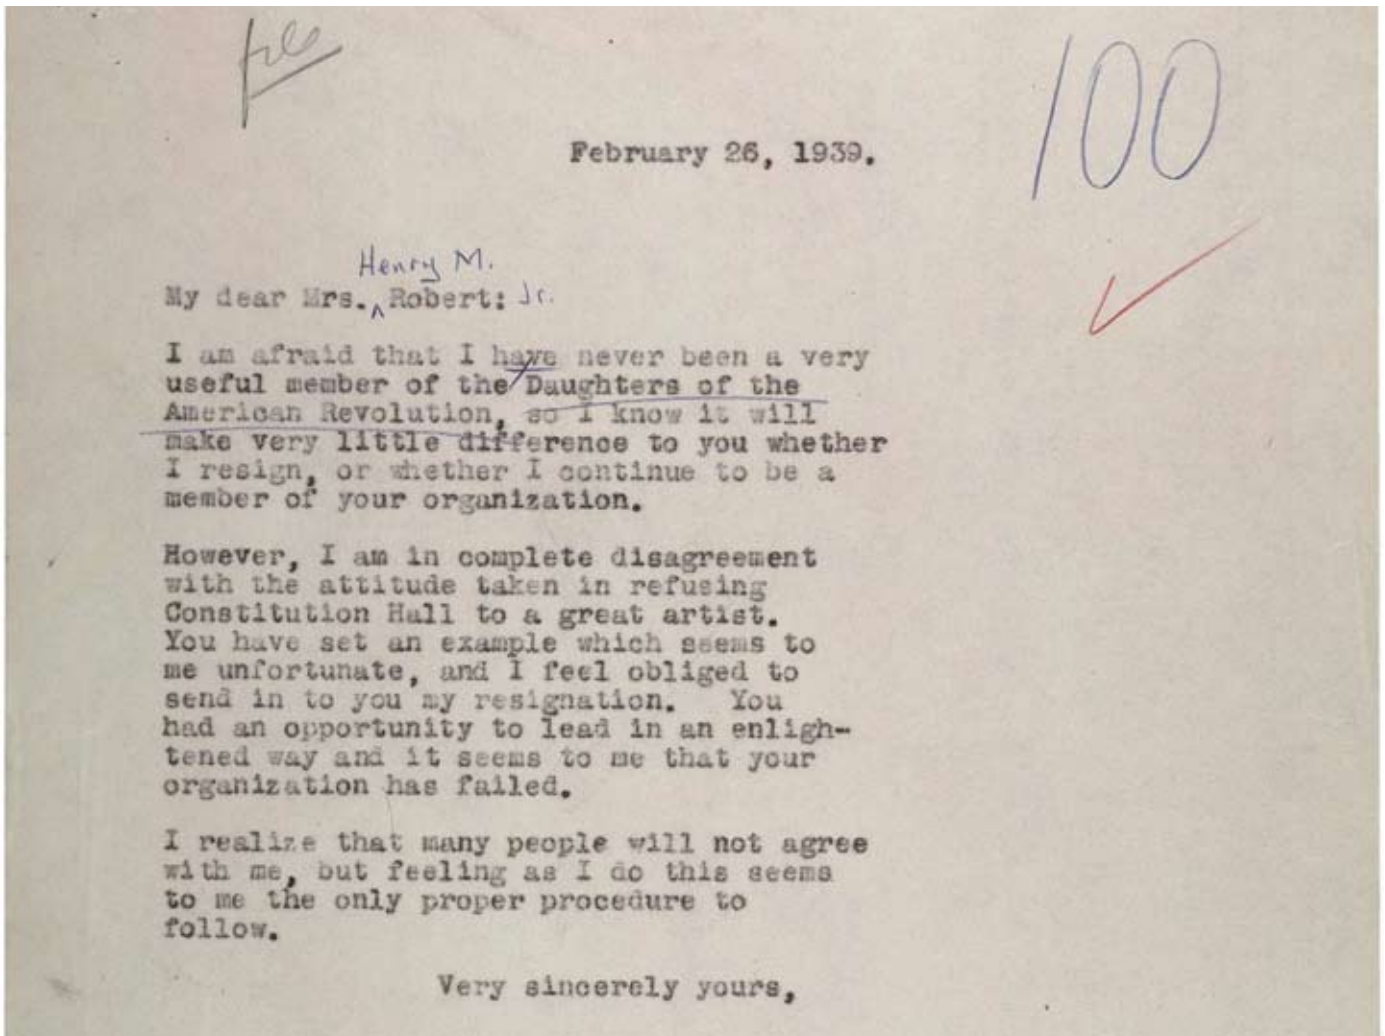 file
100
February 26, 1939.
Henry M.
My dear Mrs. ^ Robert: Jr.
I am afraid that I have never been a very
useful member of the Daughters of the
American Revolution, so I know it will
make very little difference to you whether
I resign, or whether I continue to be a
member of your organization.
However, I am in complete disagreement
with the attitude taken in refusing
Constitution Hall to a great artist.
You have set an example which seems to
me unfortunate, and I feel obliged to
send in to you my resignation. You
had an opportunity to lead in an enligh-
tened way and it seems to me that your
organization has failed.
I realize that many people will not agree
with me, but feeling as I do this seems
to me the only proper procedure to
follow.
Very sincerely yours,